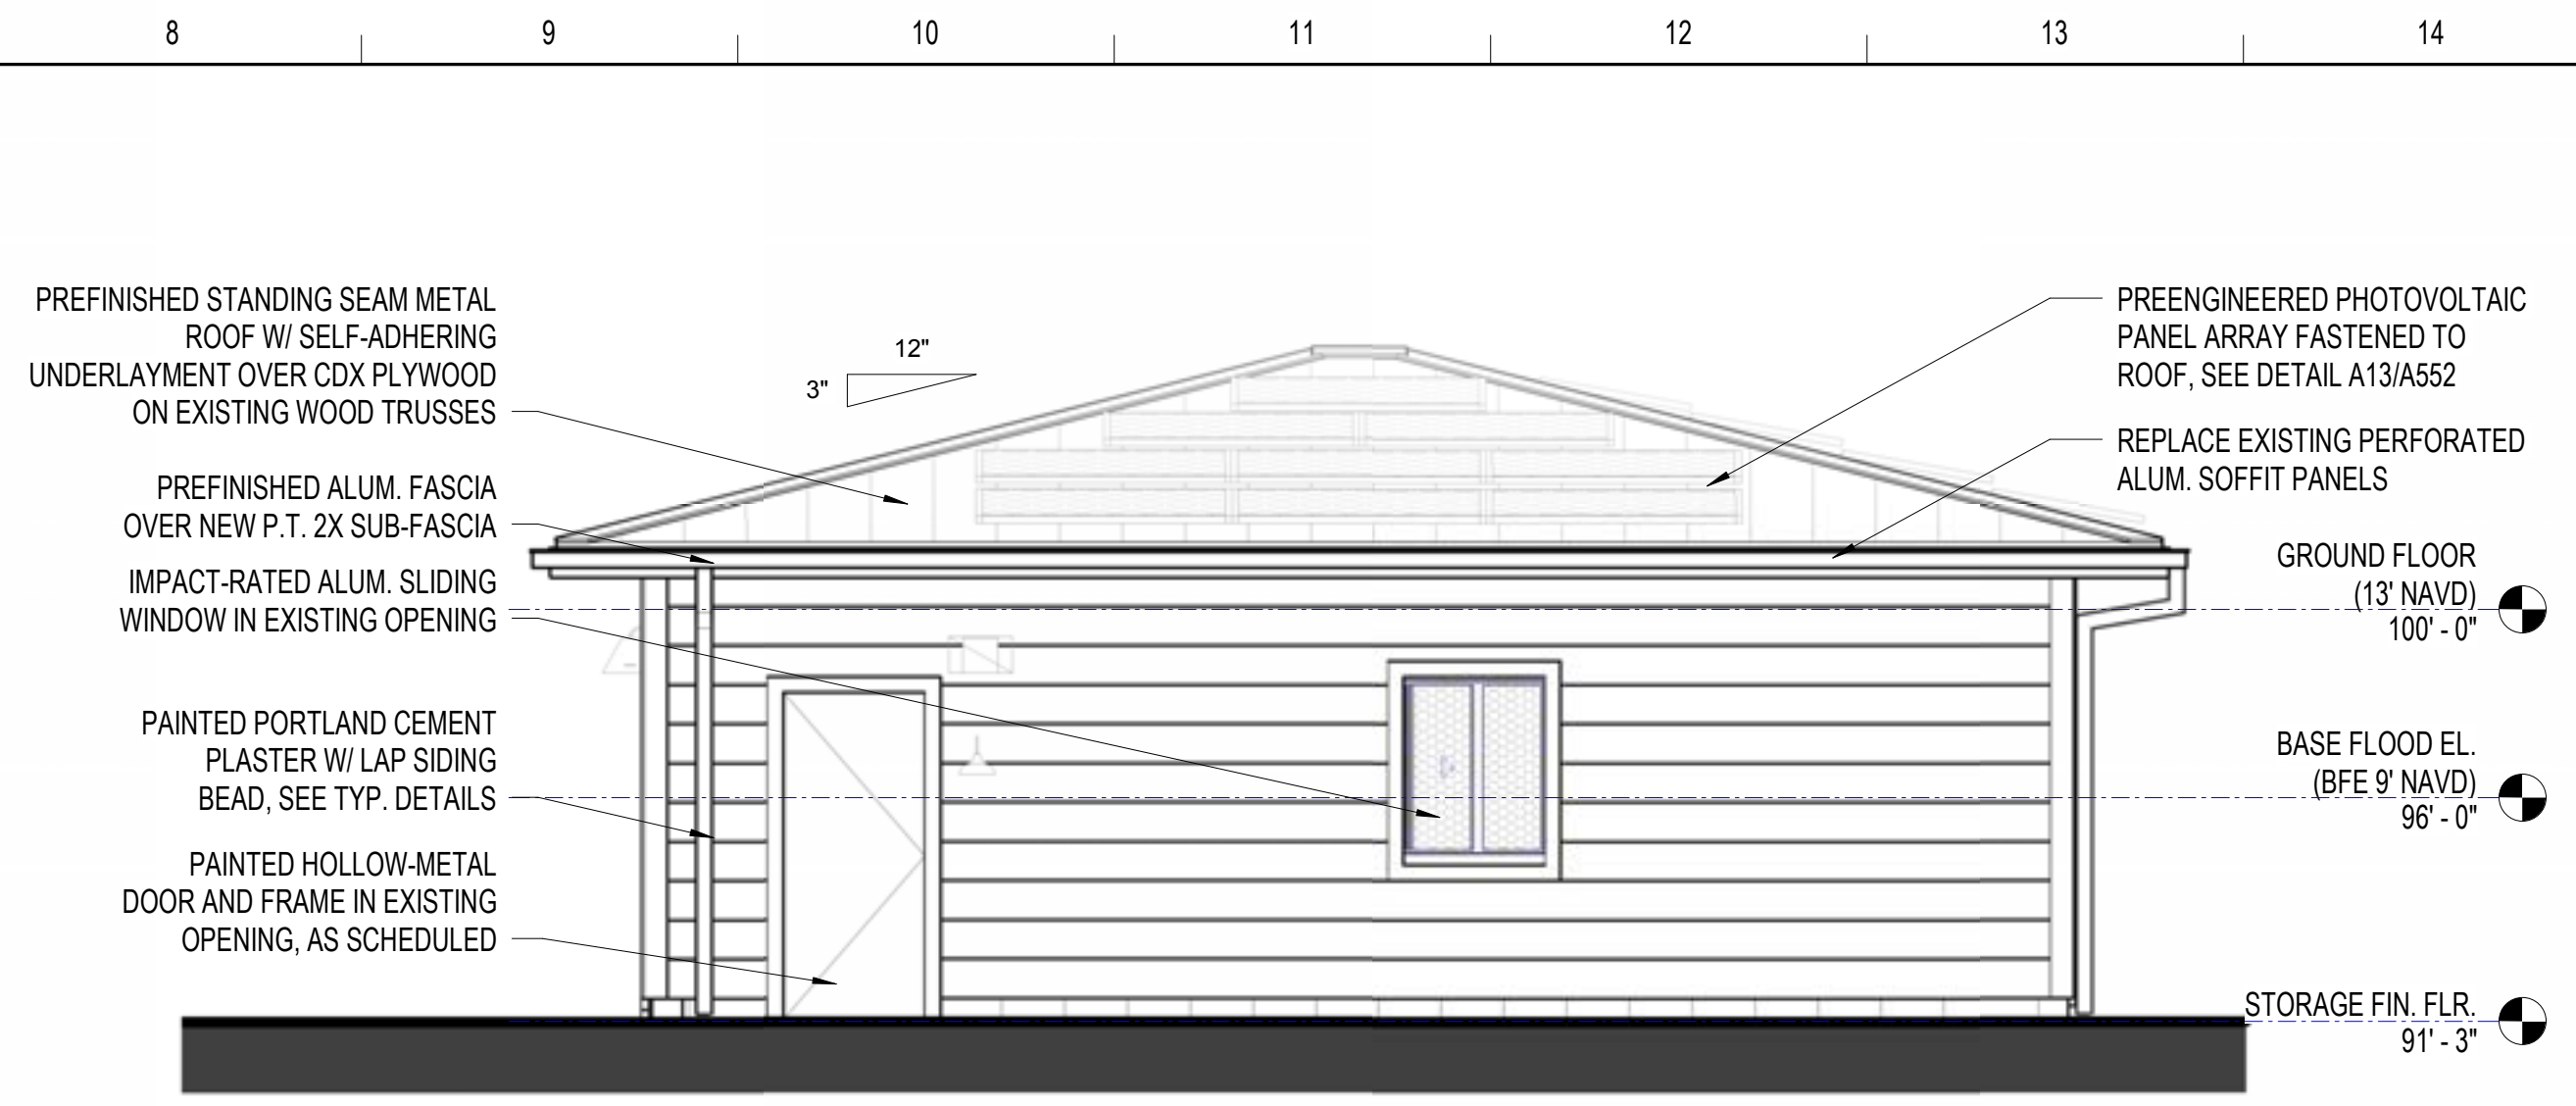 8 9 10 11 12 13 14
PREFINISHED STANDING SEAM METAL
ROOF W/ SELF-ADHERING
UNDERLAYMENT OVER CDX PLYWOOD
ON EXISTING WOOD TRUSSES
PREFINISHED ALUM. FASCIA
OVER NEW P.T. 2X SUB-FASCIA
IMPACT-RATED ALUM. SLIDING
WINDOW IN EXISTING OPENING
PAINTED PORTLAND CEMENT
PLASTER W/ LAP SIDING
BEAD, SEE TYP. DETAILS
PAINTED HOLLOW-METAL
DOOR AND FRAME IN EXISTING
OPENING, AS SCHEDULED
12"
3"
PREENGINEERED PHOTOVOLTAIC
PANEL ARRAY FASTENED TO
ROOF, SEE DETAIL A13/A552
REPLACE EXISTING PERFORATED
ALUM. SOFFIT PANELS
GROUND FLOOR
(13' NAVD)
100' - 0"
BASE FLOOD EL.
(BFE 9' NAVD)
96' - 0"
STORAGE FIN. FLR.
91' - 3"